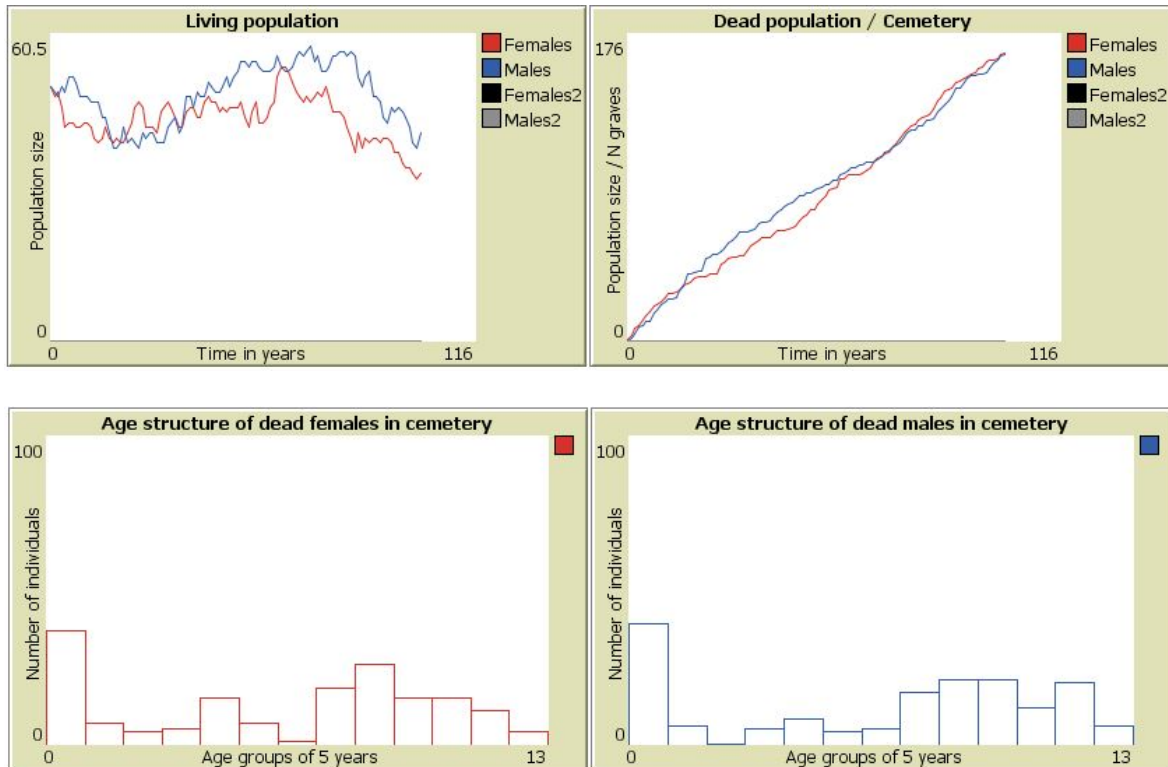 Living population
60.5
Population size
0
0
Time in years
116
Females
Males
Females2
Males2
Dead population / Cemetery
176
Population size / N graves
0
0
Time in years
116
Females
Males
Females2
Males2
Age structure of dead females in cemetery
100
Number of individuals
0
0
Age groups of 5 years
13
Age structure of dead males in cemetery
100
Number of individuals
0
0
Age groups of 5 years
13